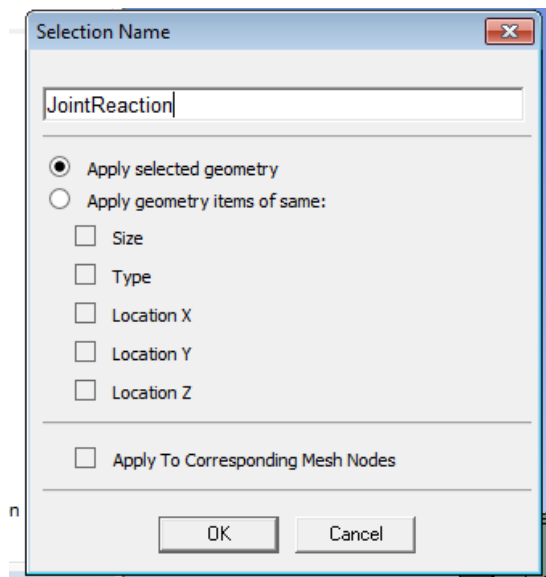 Selection Name
JointReaction
Apply selected geometry
Apply geometry items of same:
Size
Type
Location X
Location Y
Location Z
Apply To Corresponding Mesh Nodes
n
OK
Cancel